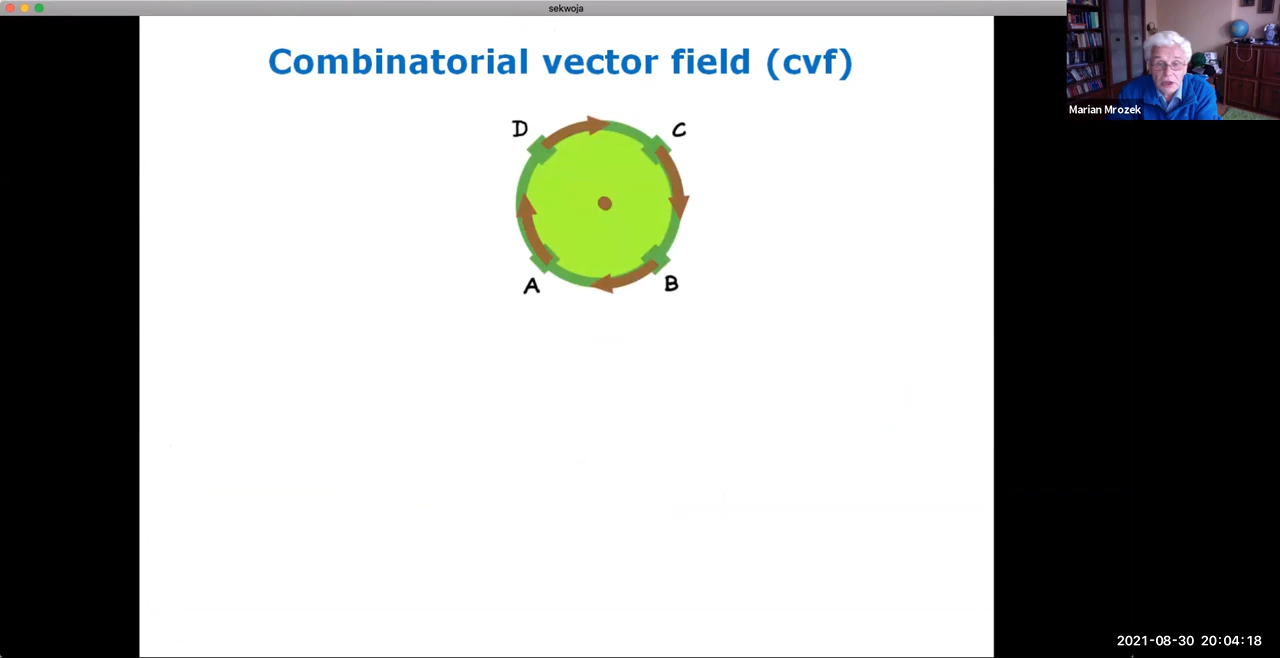 sekwoja
Combinatorial vector field (cvf)
Marian Mrozek
D
C
A
B
2021-08-30 20:04:18